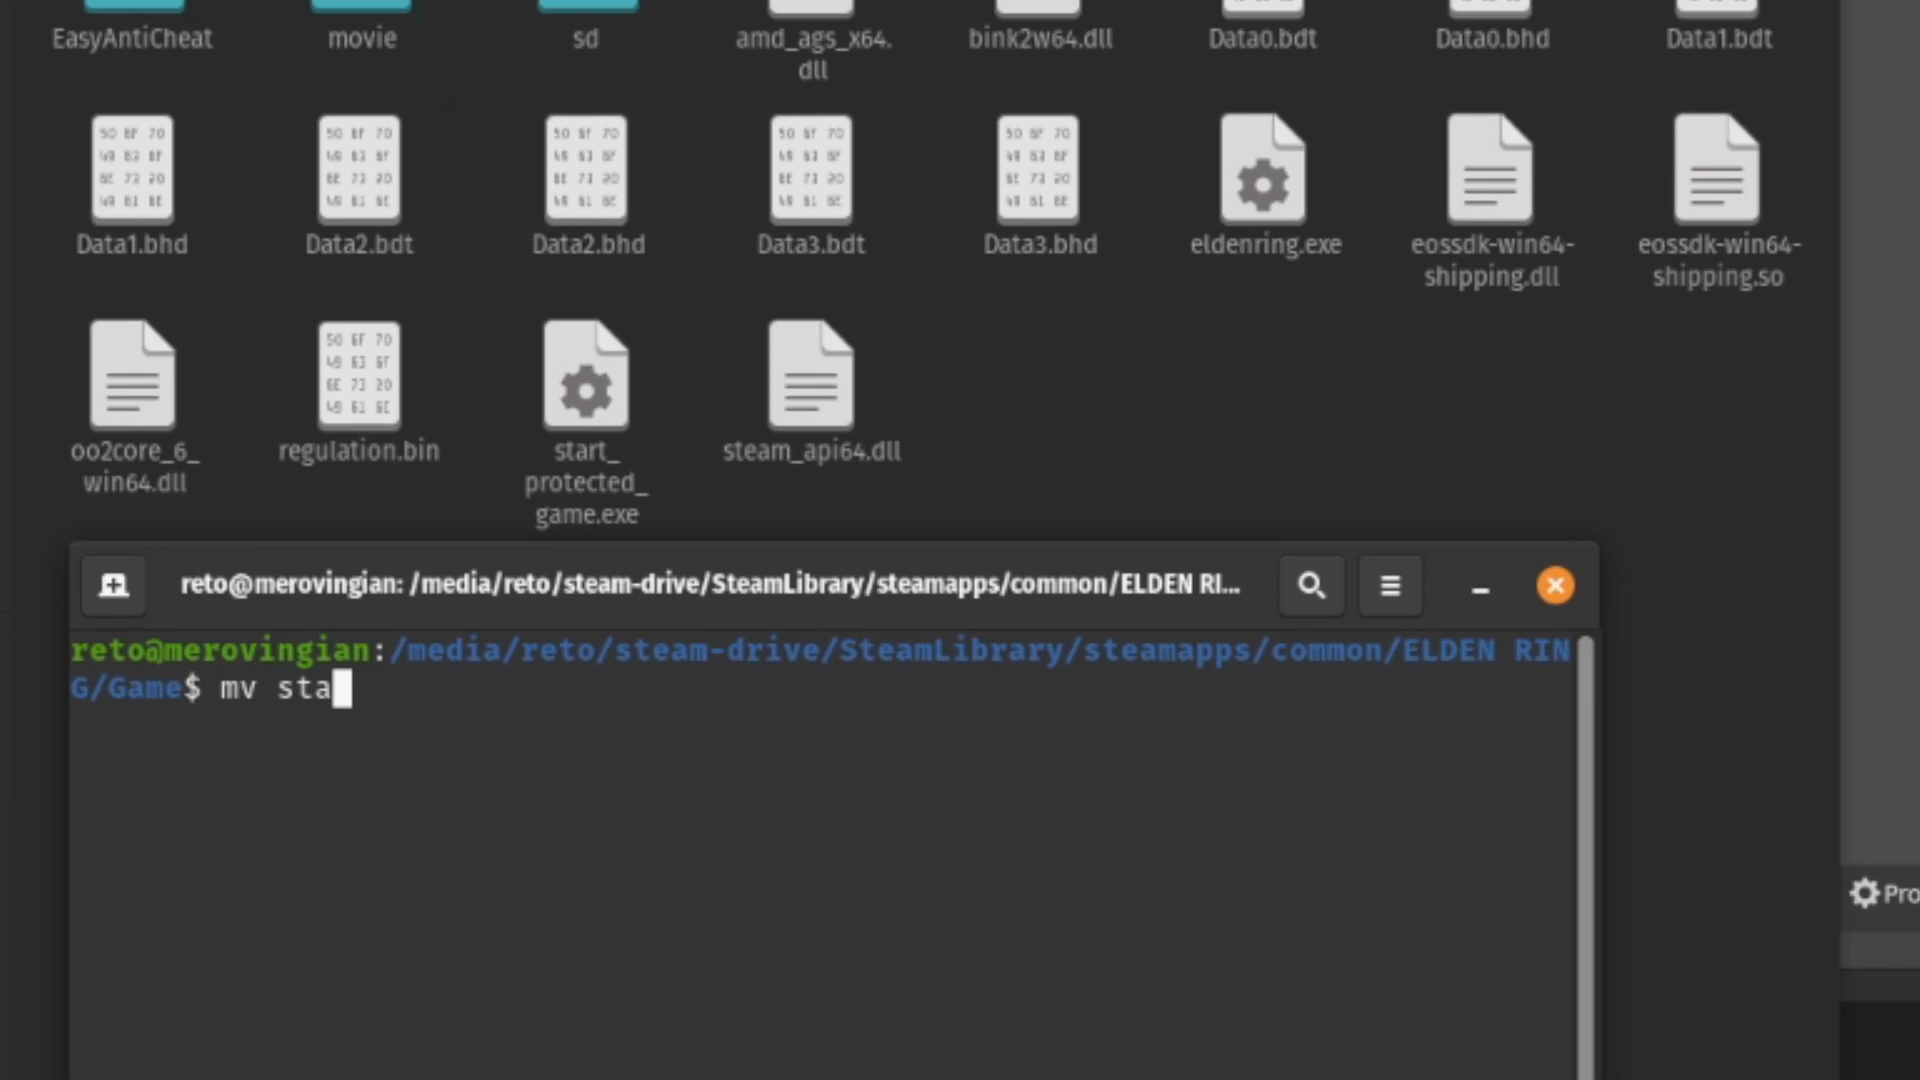 EasyAntiCheat movie sd amd_ags_x64. bink2w64.dll Data0.bdt Data0.bhd Data1.bdt
dll
Data1.bhd Data2.bdt Data2.bhd Data3.bdt Data3.bhd eldenring.exe eossdk-win64- eossdk-win64-
shipping.dll shipping.so
oo2core_6_ regulation.bin start_ steam_api64.dll
win64.dll protected_
game.exe
reto@merovingian: /media/reto/steam-drive/SteamLibrary/steamapps/common/ELDEN RI...
reto@merovingian:/media/reto/steam-drive/SteamLibrary/steamapps/common/ELDEN RIN
G/Game$ mv sta
Pro